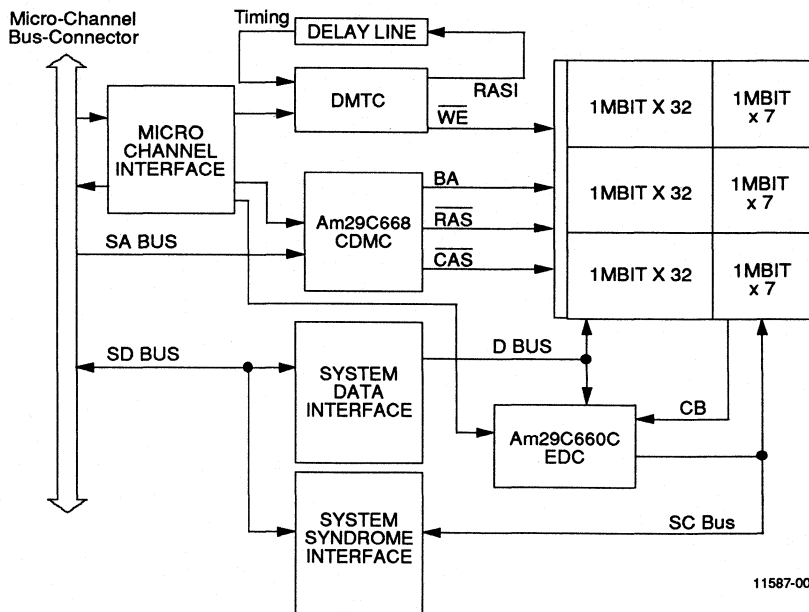 Micro-Channel
Bus-Connector
Timing
DELAY LINE
DMTC
RASI
WE
MICRO
CHANNEL
INTERFACE
1MBIT X 32
1MBIT
x 7
1MBIT X 32
1MBIT
x 7
1MBIT X 32
1MBIT
x 7
BA
RAS
CAS
Am29C668
CDMC
SA BUS
SD BUS
SYSTEM
DATA
INTERFACE
D BUS
CB
Am29C660C
EDC
SYSTEM
SYNDROME
INTERFACE
SC Bus
11587-00